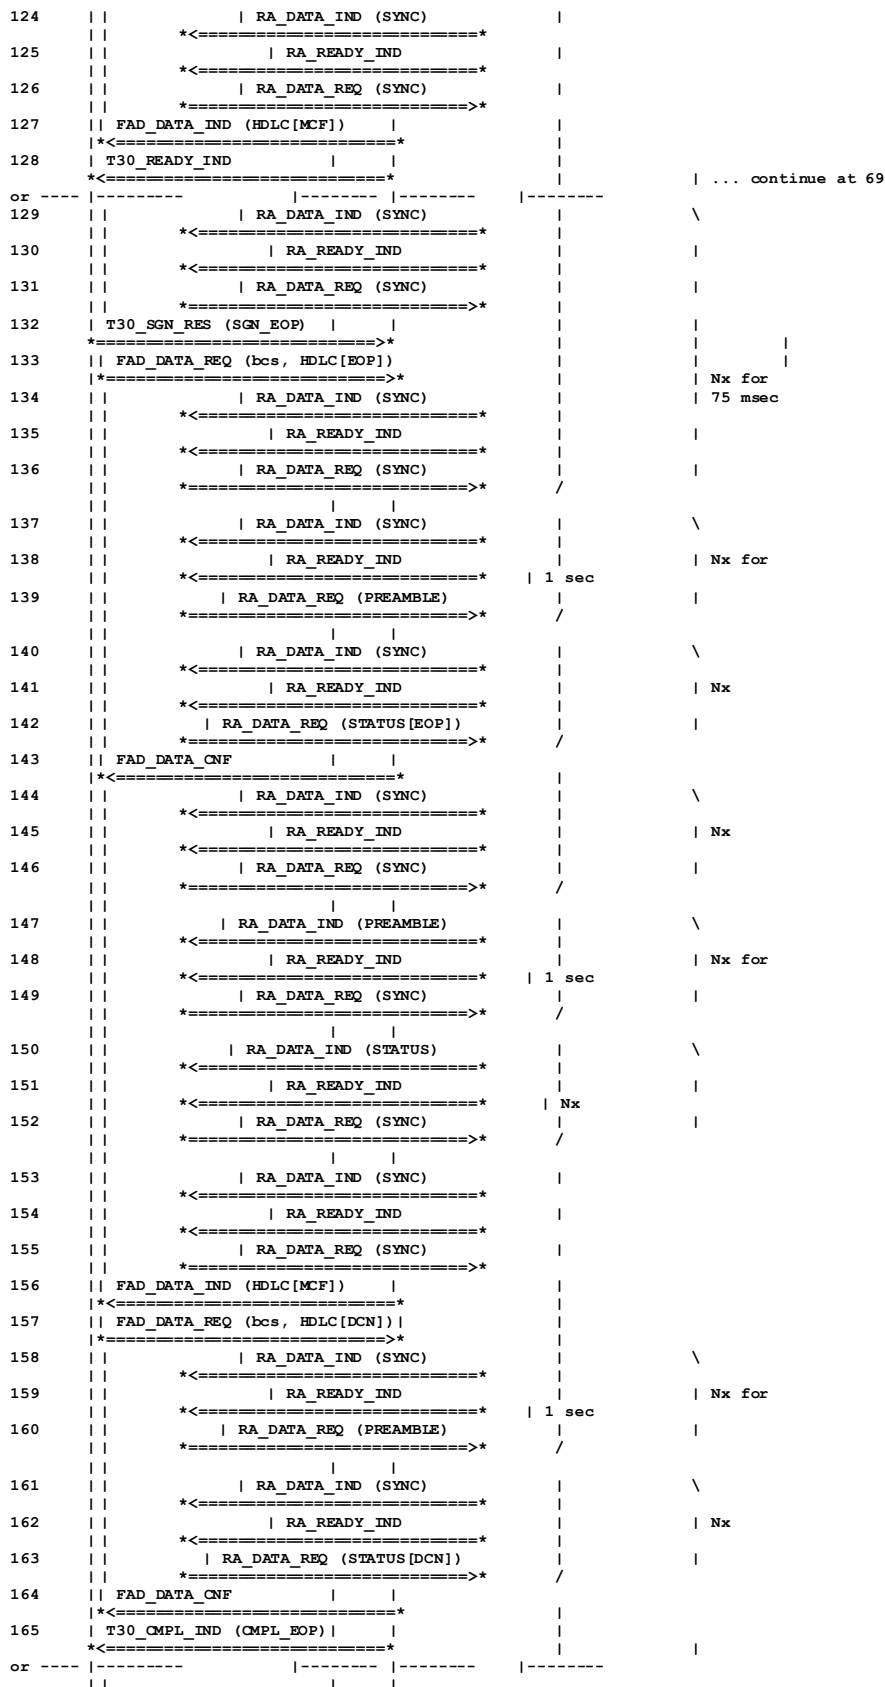 124 || | RA_DATA_IND (SYNC) |
|| *<============================*
125 || | RA_READY_IND |
|| *<============================*
126 || | RA_DATA_REQ (SYNC) |
|| *============================>*
127 || FAD_DATA_IND (HDLC[MCF]) | |
|*<============================* |
128 | T30_READY_IND | | |
*<============================* | | ... continue at 69
or ---- |--------- |-------- |-------- |--------
129 || | RA_DATA_IND (SYNC) | \
|| *<============================* |
130 || | RA_READY_IND | |
|| *<============================* |
131 || | RA_DATA_REQ (SYNC) | |
|| *============================>* |
132 | T30_SGN_RES (SGN_EOP) | | | |
*============================>* | | |
133 || FAD_DATA_REQ (bcs, HDLC[EOP]) | | |
|*============================>* | | Nx for
134 || | RA_DATA_IND (SYNC) | | 75 msec
|| *<============================* |
135 || | RA_READY_IND | |
|| *<============================* |
136 || | RA_DATA_REQ (SYNC) | |
|| *============================>* /
|| | |
137 || | RA_DATA_IND (SYNC) | \
|| *<============================* |
138 || | RA_READY_IND | | Nx for
|| *<============================* | 1 sec
139 || | RA_DATA_REQ (PREAMBLE) | |
|| *============================>* /
|| | |
140 || | RA_DATA_IND (SYNC) | \
|| *<============================* |
141 || | RA_READY_IND | | Nx
|| *<============================* |
142 || | RA_DATA_REQ (STATUS[EOP]) | |
|| *============================>* /
143 || FAD_DATA_CNF | |
|*<============================* |
144 || | RA_DATA_IND (SYNC) | \
|| *<============================* |
145 || | RA_READY_IND | | Nx
|| *<============================* |
146 || | RA_DATA_REQ (SYNC) | |
|| *============================>* /
|| | |
147 || | RA_DATA_IND (PREAMBLE) | \
|| *<============================* |
148 || | RA_READY_IND | | Nx for
|| *<============================* | 1 sec
149 || | RA_DATA_REQ (SYNC) | |
|| *============================>* /
|| | |
150 || | RA_DATA_IND (STATUS) | \
|| *<============================* |
151 || | RA_READY_IND | |
|| *<============================* | Nx
152 || | RA_DATA_REQ (SYNC) | |
|| *============================>* /
|| | |
153 || | RA_DATA_IND (SYNC) |
|| *<============================*
154 || | RA_READY_IND |
|| *<============================*
155 || | RA_DATA_REQ (SYNC) |
|| *============================>*
156 || FAD_DATA_IND (HDLC[MCF]) | |
|*<============================* |
157 || FAD_DATA_REQ (bcs, HDLC[DCN])| |
|*============================>* |
158 || | RA_DATA_IND (SYNC) | \
|| *<============================* |
159 || | RA_READY_IND | | Nx for
|| *<============================* | 1 sec
160 || | RA_DATA_REQ (PREAMBLE) | |
|| *============================>* /
|| | |
161 || | RA_DATA_IND (SYNC) | \
|| *<============================* |
162 || | RA_READY_IND | | Nx
|| *<============================* |
163 || | RA_DATA_REQ (STATUS[DCN]) | |
|| *============================>* /
164 || FAD_DATA_CNF | |
|*<============================* |
165 | T30_CMPL_IND (CMPL_EOP)| | |
*<============================* | |
or ---- |--------- |-------- |-------- |--------
|| | |